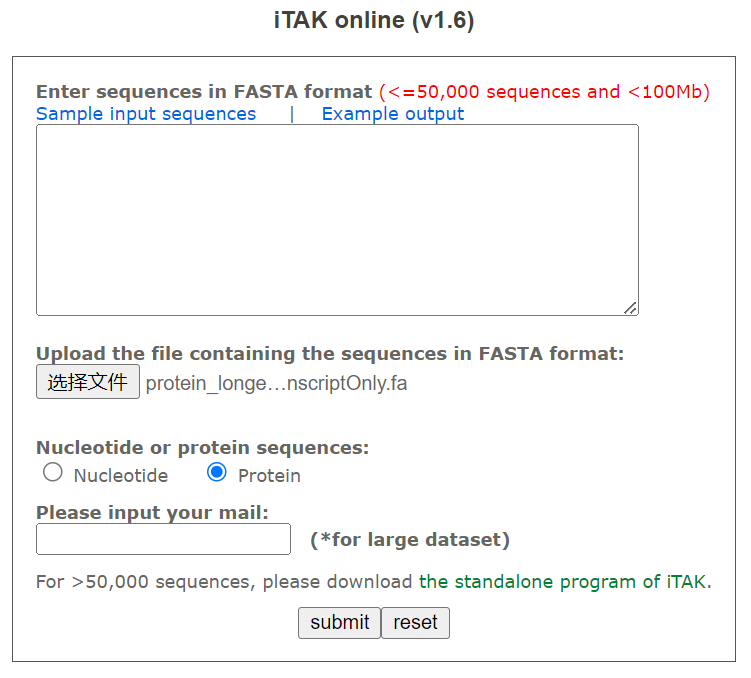 iTAK online (v1.6)
Enter sequences in FASTA format (<=50,000 sequences and <100Mb)
Sample input sequences | Example output
Upload the file containing the sequences in FASTA format:
选择文件 protein_longe…nscriptOnly.fa
Nucleotide or protein sequences:
Nucleotide Protein
Please input your mail:
(*for large dataset)
For >50,000 sequences, please download the standalone program of iTAK.
submit reset